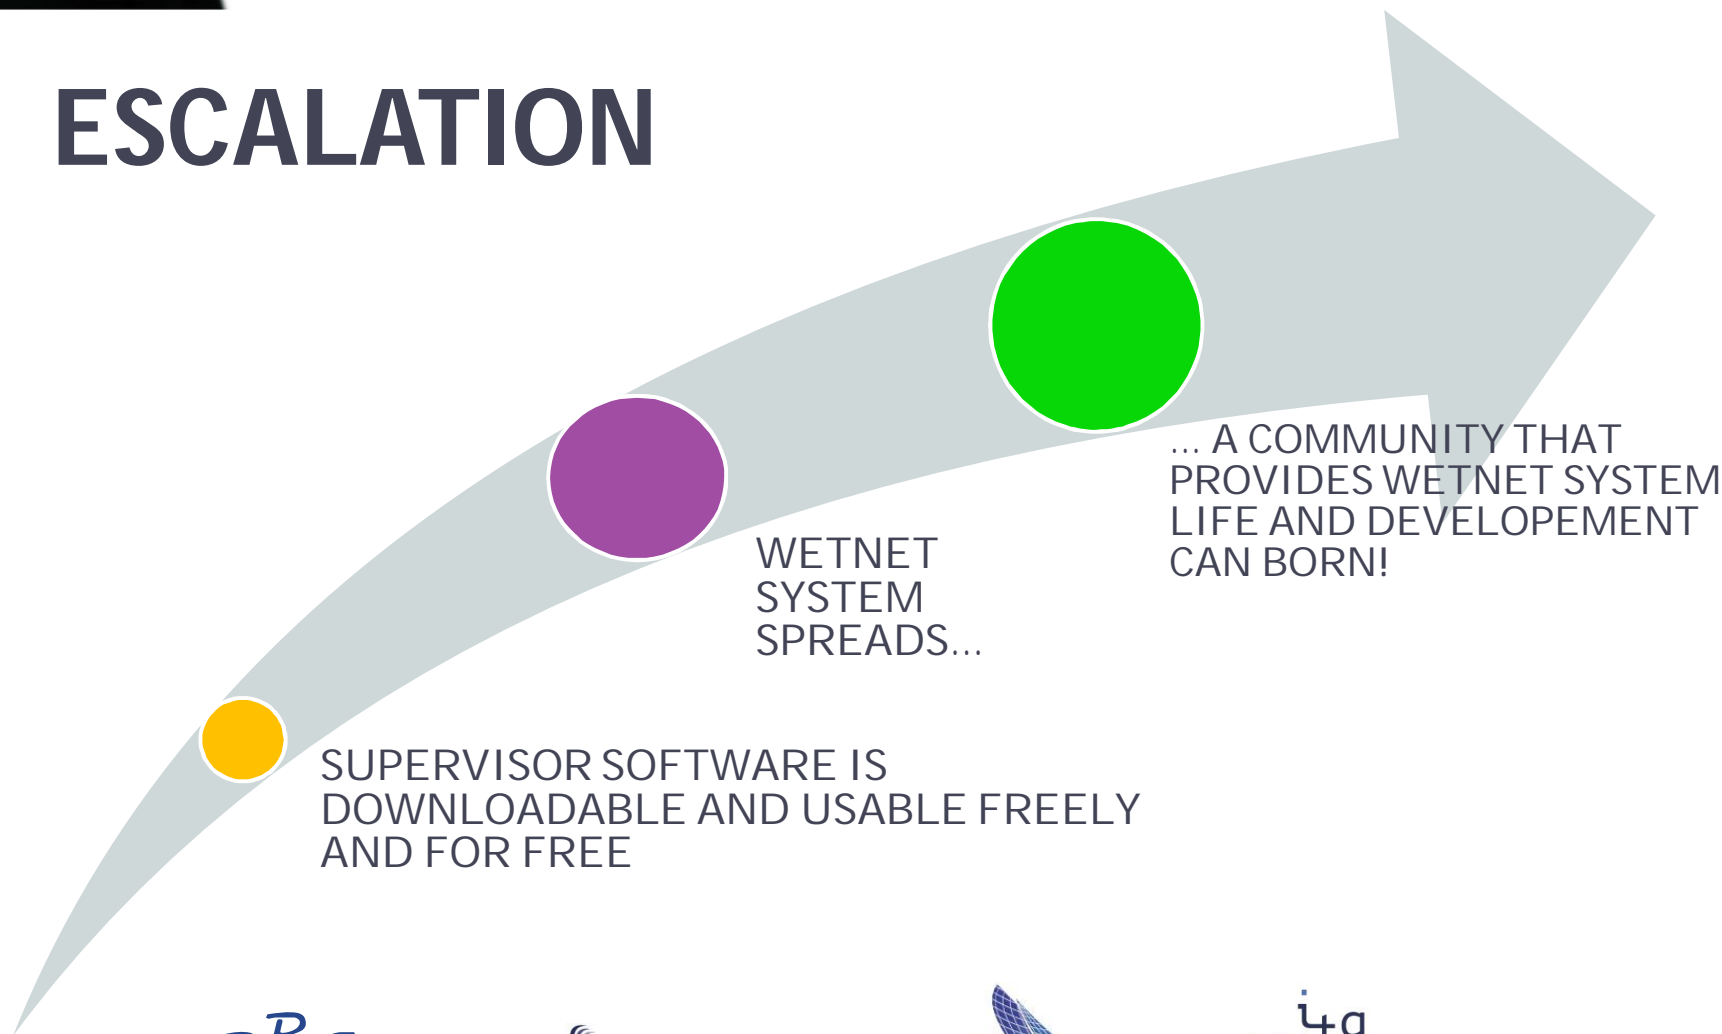 ESCALATION
... A COMMUNITY THAT
PROVIDES WETNET SYSTEM
LIFE AND DEVELOPEMENT
CAN BORN!
WETNET
SYSTEM
SPREADS...
SUPERVISOR SOFTWARE IS
DOWNLOADABLE AND USABLE FREELY
AND FOR FREE